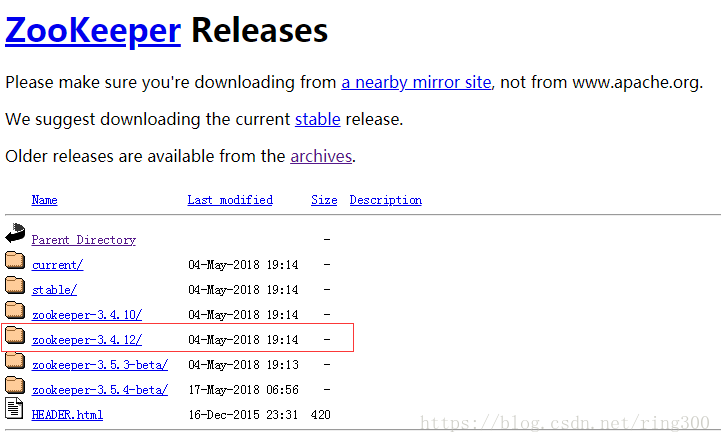 ZooKeeper Releases
Please make sure you're downloading from a nearby mirror site, not from www.apache.org.
We suggest downloading the current stable release.
Older releases are available from the archives.
Name Last modified Size Description
Parent Directory -
current/ 04-May-2018 19:14 -
stable/ 04-May-2018 19:14 -
zookeeper-3.4.10/ 04-May-2018 19:14 -
zookeeper-3.4.12/ 04-May-2018 19:14 -
zookeeper-3.5.3-beta/ 04-May-2018 19:13 -
zookeeper-3.5.4-beta/ 17-May-2018 06:56 -
HEADER.html 16-Dec-2015 23:31 420
https://blog.csdn.net/ring300